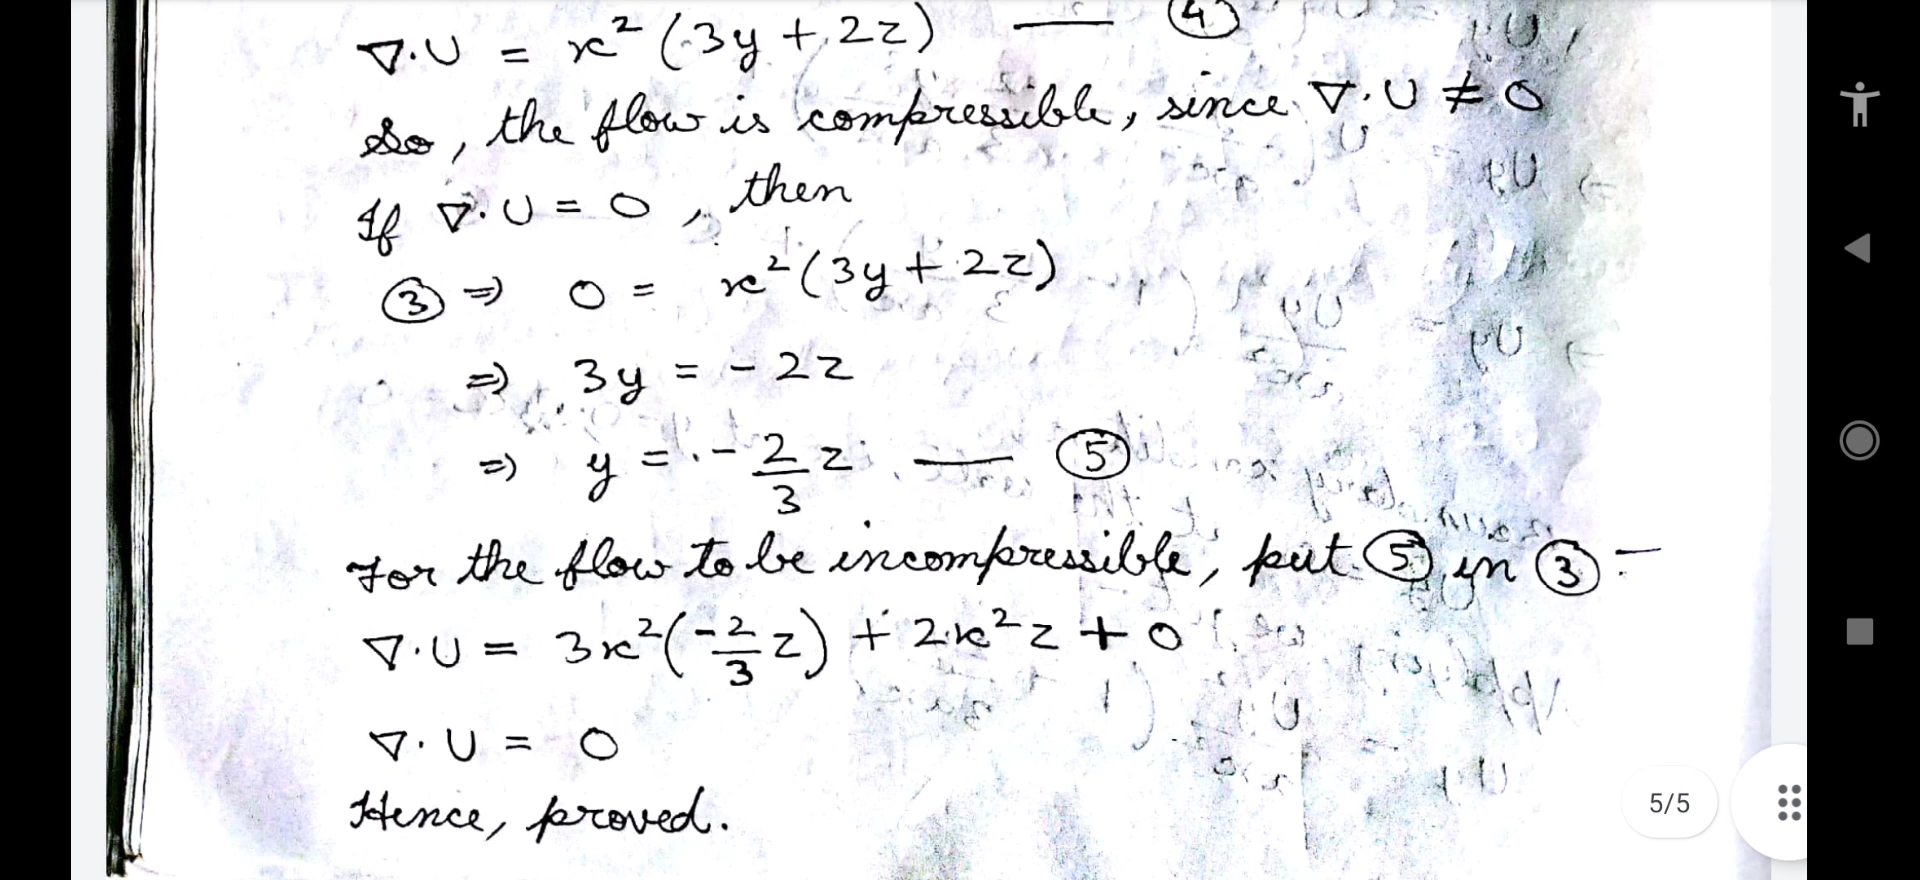 ∇·U = x² (3y + 2z) —— ④
So, the flow is compressible, since ∇·U ≠ 0
If ∇·U = 0, then
③ ⇒ 0 = x² (3y + 2z)
⇒ 3y = - 2z
⇒ y = - 2/3 z —— ⑤
For the flow to be incompressible, put ⑤ in ③ :-
∇·U = 3x² (-2/3 z) + 2x²z + 0
∇·U = 0
Hence, proved.
5/5